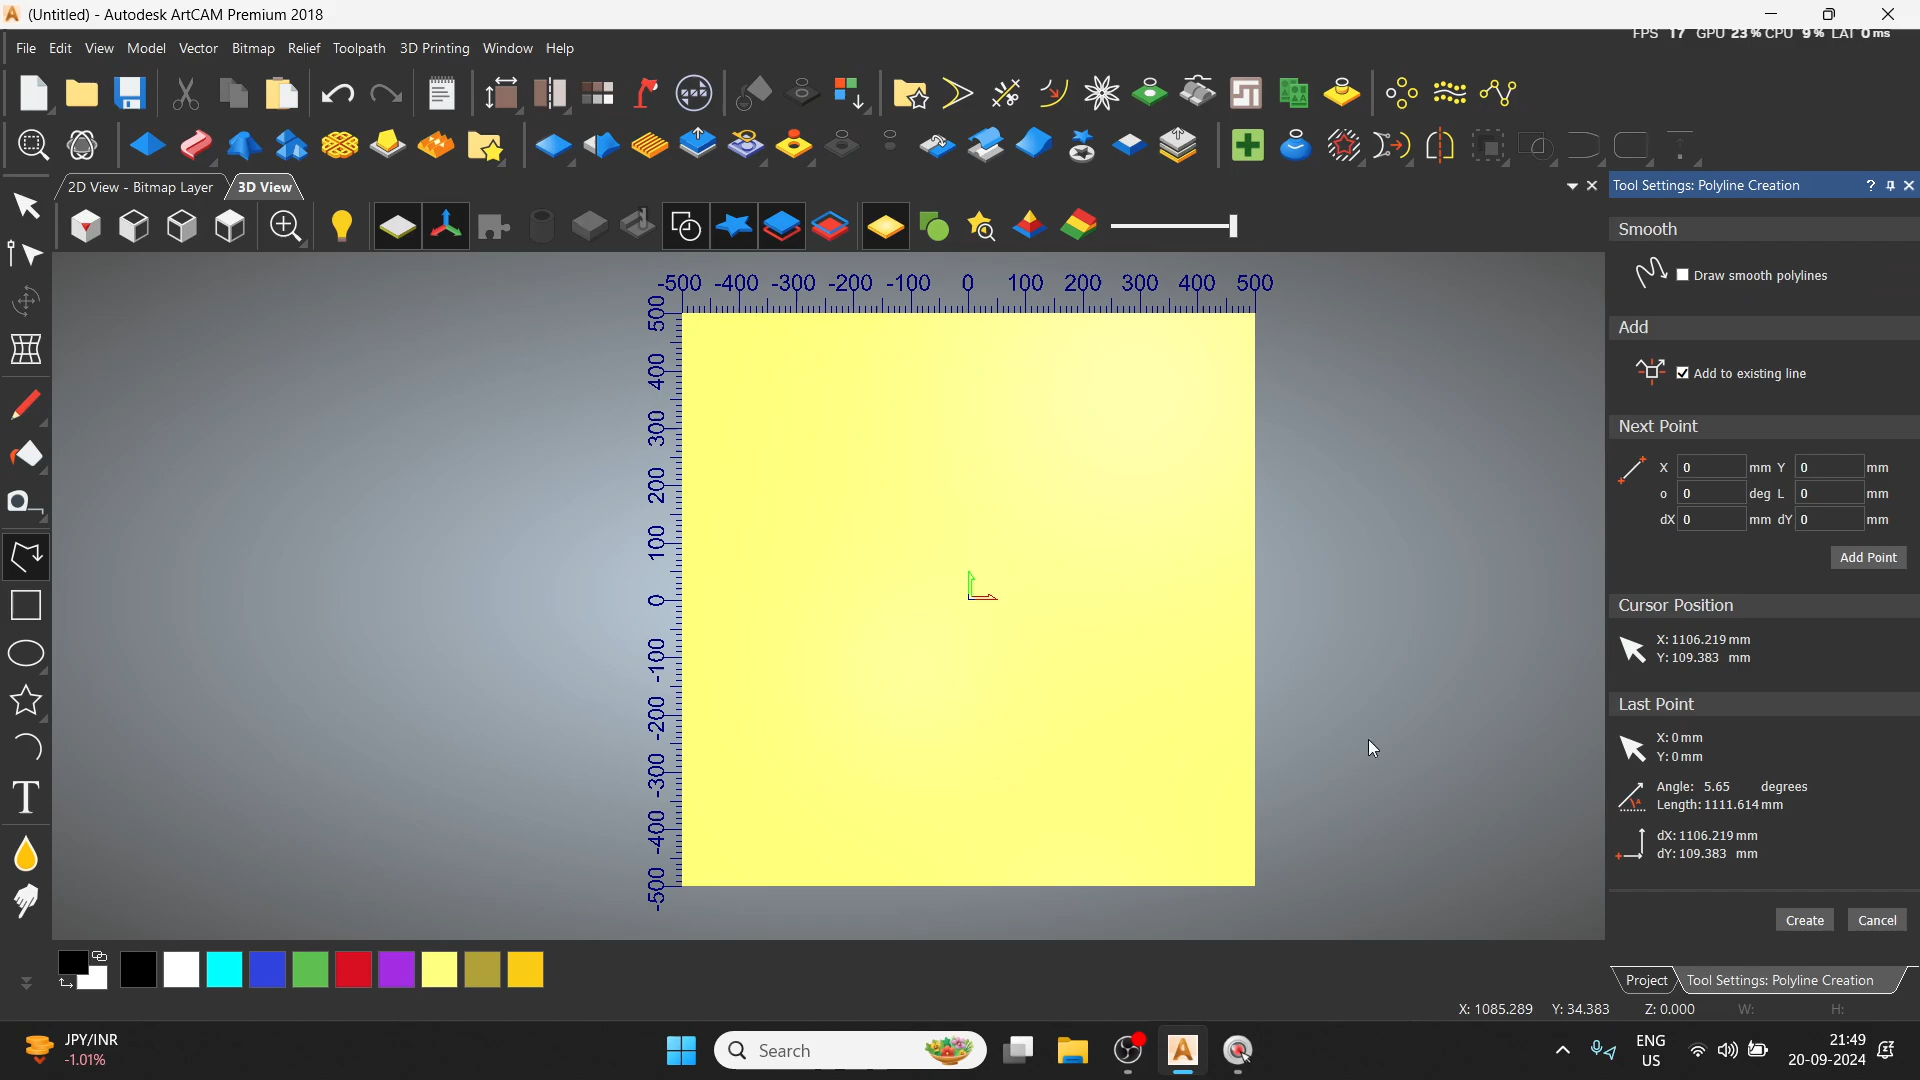 (Untitled) - Autodesk ArtCAM Premium 2018
FPS 17 GPU 23% CPU 9% LAT 0 ms
File Edit View Model Vector Bitmap Relief Toolpath 3D Printing Window Help
2D View - Bitmap Layer 3D View
Tool Settings: Polyline Creation ?
Smooth
Draw smooth polylines
Add
Add to existing line
Next Point
X 0 mm Y 0 mm
o 0 deg L 0 mm
dX 0 mm dY 0 mm
Add Point
Cursor Position
X: 1106.219 mm
Y: 109.383 mm
Last Point
X: 0 mm
Y: 0 mm
Angle: 5.65 degrees
Length: 1111.614 mm
dX: 1106.219 mm
dY: 109.383 mm
Create Cancel
Project Tool Settings: Polyline Creation
-500 -400 -300 -200 -100 0 100 200 300 400 500
500
400
300
200
100
0
-100
-200
-300
-400
-500
T
X: 1085.289 Y: 34.383 Z: 0.000 W: H:
JPY/INR
-1.01%
Search
ENG
US
21:49
20-09-2024